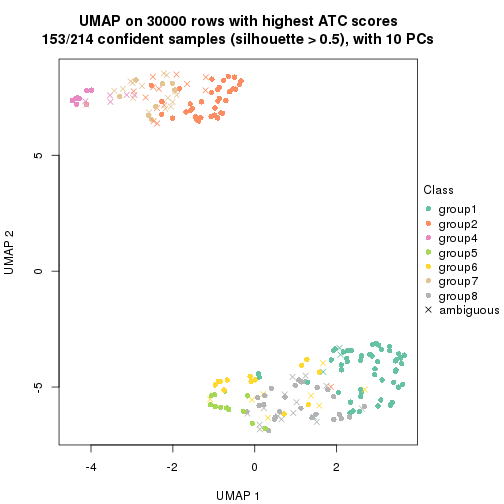 UMAP on 30000 rows with highest ATC scores
153/214 confident samples (silhouette > 0.5), with 10 PCs
5
0
-5
UMAP 2
-4
-2
0
2
UMAP 1
Class
group1
group2
group4
group5
group6
group7
group8
ambiguous